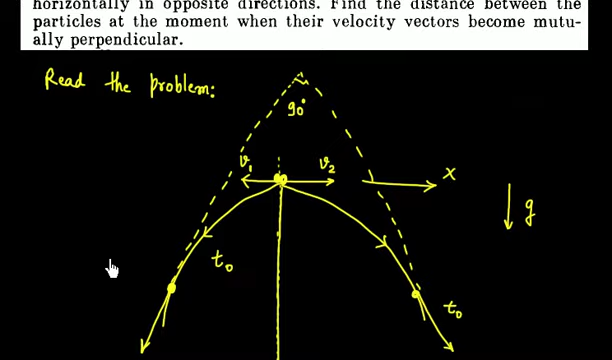 horizontally in opposite directions. Find the distance between the
particles at the moment when their velocity vectors become mutu-
ally perpendicular.
Read the problem:
90°
v₁
v₂
x
g
t₀
t₀